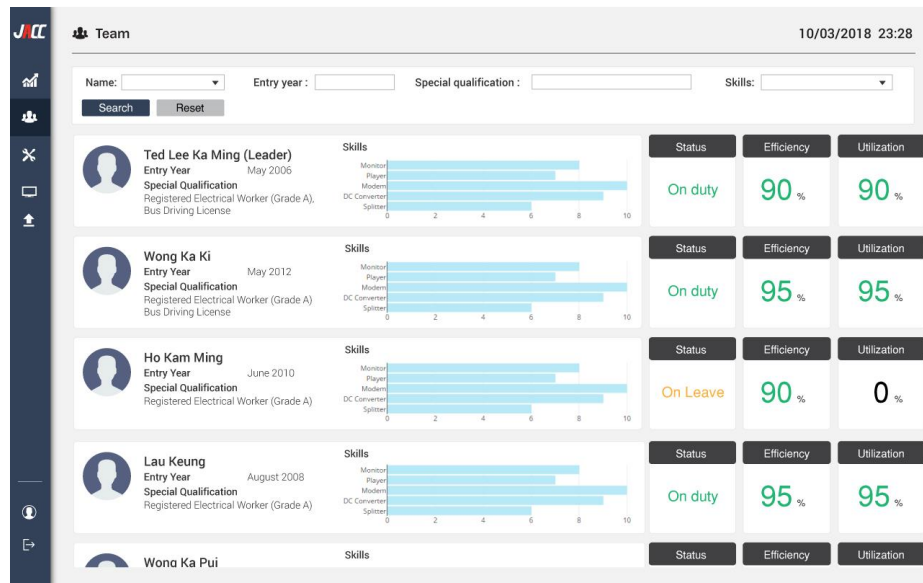 JACC
Team
10/03/2018 23:28
Name:
Entry year :
Special qualification :
Skills:
Search
Reset
Ted Lee Ka Ming (Leader)
Entry Year May 2006
Special Qualification
Registered Electrical Worker (Grade A),
Bus Driving License
Skills
Monitor
Player
Modem
DC Converter
Splitter
0 2 4 6 8 10
Status
On duty
Efficiency
90 %
Utilization
90 %
Wong Ka Ki
Entry Year May 2012
Special Qualification
Registered Electrical Worker (Grade A)
Bus Driving License
Skills
Monitor
Player
Modem
DC Converter
Splitter
0 2 4 6 8 10
Status
On duty
Efficiency
95 %
Utilization
95 %
Ho Kam Ming
Entry Year June 2010
Special Qualification
Registered Electrical Worker (Grade A)
Skills
Monitor
Player
Modem
DC Converter
Splitter
0 2 4 6 8 10
Status
On Leave
Efficiency
90 %
Utilization
0 %
Lau Keung
Entry Year August 2008
Special Qualification
Registered Electrical Worker (Grade A)
Skills
Monitor
Player
Modem
DC Converter
Splitter
0 2 4 6 8 10
Status
On duty
Efficiency
95 %
Utilization
95 %
Wong Ka Pui
Skills
Status
Efficiency
Utilization